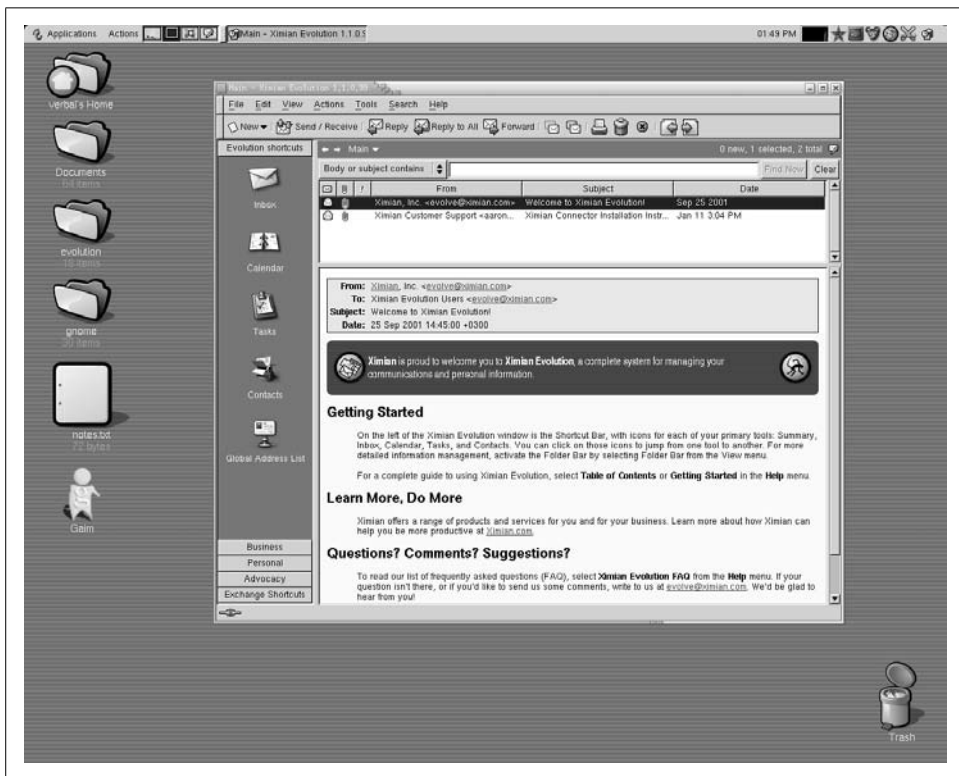 Applications Actions Main - Ximian Evolution 1.1.0.9 01:49 PM
verbal's Home
Documents
64 items
evolution
18 items
gnome
30 items
notes.txt
72 bytes
Gaim
Main - Ximian Evolution 1.1.0.99
File Edit View Actions Tools Search Help
New Send / Receive Reply Reply to All Forward
Evolution shortcuts
Inbox
Calendar
Tasks
Contacts
Global Address List
Business
Personal
Advocacy
Exchange Shortcuts
Main 0 new, 1 selected, 2 total
Body or subject contains Find Now Clear
! From Subject Date
Ximian, Inc. <evolve@ximian.com> Welcome to Ximian Evolution! Sep 25 2001
Ximian Customer Support <aaron... Ximian Connector Installation Instr... Jan 11 3:04 PM
From: Ximian, Inc. <evolve@ximian.com>
To: Ximian Evolution Users <evolve@ximian.com>
Subject: Welcome to Ximian Evolution!
Date: 25 Sep 2001 14:45:00 +0300
Ximian is proud to welcome you to Ximian Evolution, a complete system for managing your
communications and personal information.
Getting Started
On the left of the Ximian Evolution window is the Shortcut Bar, with icons for each of your primary tools: Summary,
Inbox, Calendar, Tasks, and Contacts. You can click on those icons to jump from one tool to another. For more
detailed information management, activate the Folder Bar by selecting Folder Bar from the View menu.
For a complete guide to using Ximian Evolution, select Table of Contents or Getting Started in the Help menu.
Learn More, Do More
Ximian offers a range of products and services for you and for your business. Learn more about how Ximian can
help you be more productive at Ximian.com.
Questions? Comments? Suggestions?
To read our list of frequently asked questions (FAQ), select Ximian Evolution FAQ from the Help menu. If your
question isn't there, or if you'd like to send us some comments, write to us at evolve@ximian.com. We'd be glad to
hear from you!
Trash